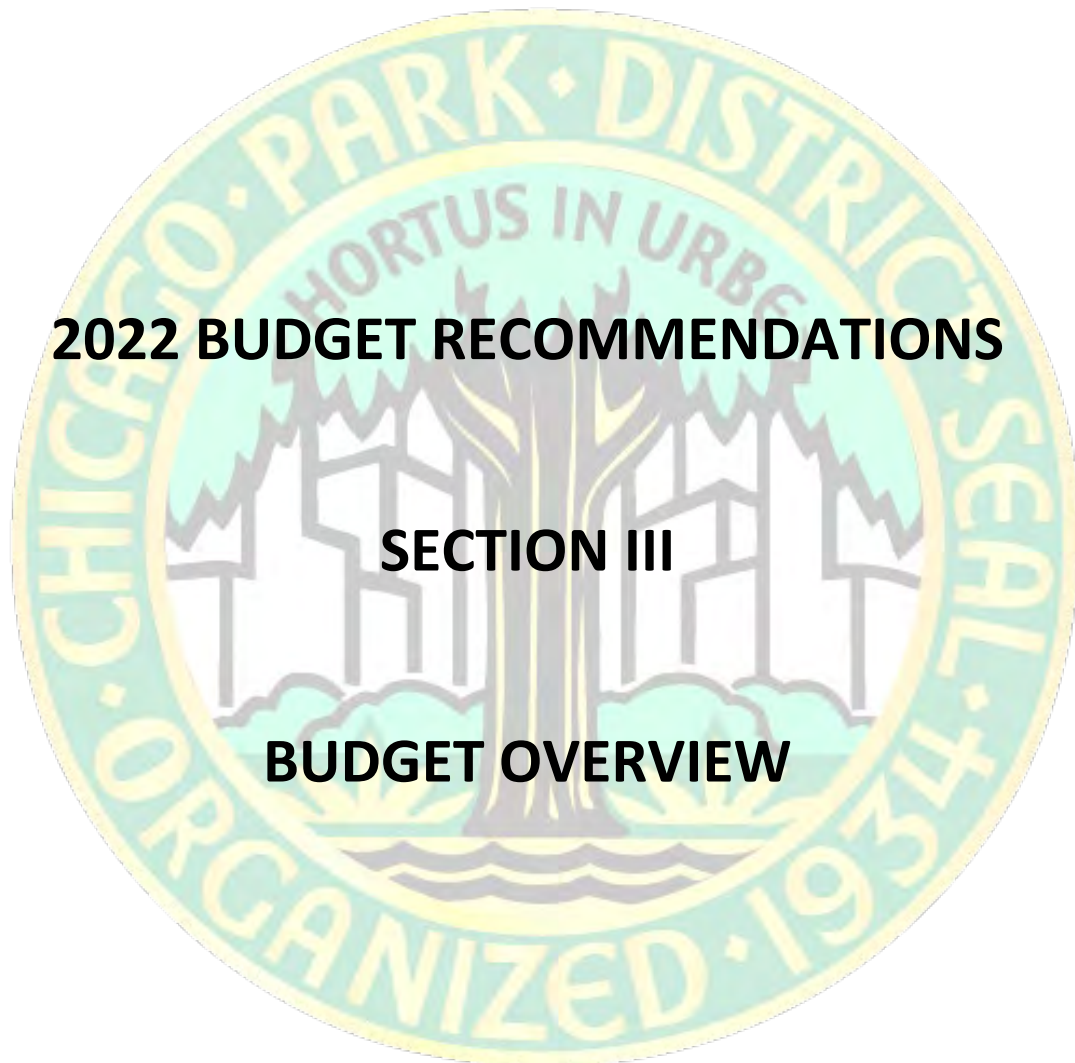 CHICAGO · PARK · DISTRICT · SEAL ·
ORGANIZED · 1934
HORTUS IN URBE
2022 BUDGET RECOMMENDATIONS
SECTION III
BUDGET OVERVIEW